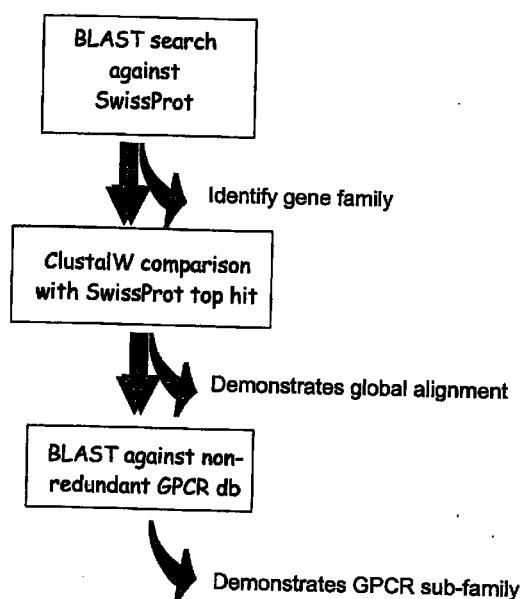 BLAST search
against
SwissProt
Identify gene family
ClustalW comparison
with SwissProt top hit
Demonstrates global alignment
BLAST against non-
redundant GPCR db
Demonstrates GPCR sub-family